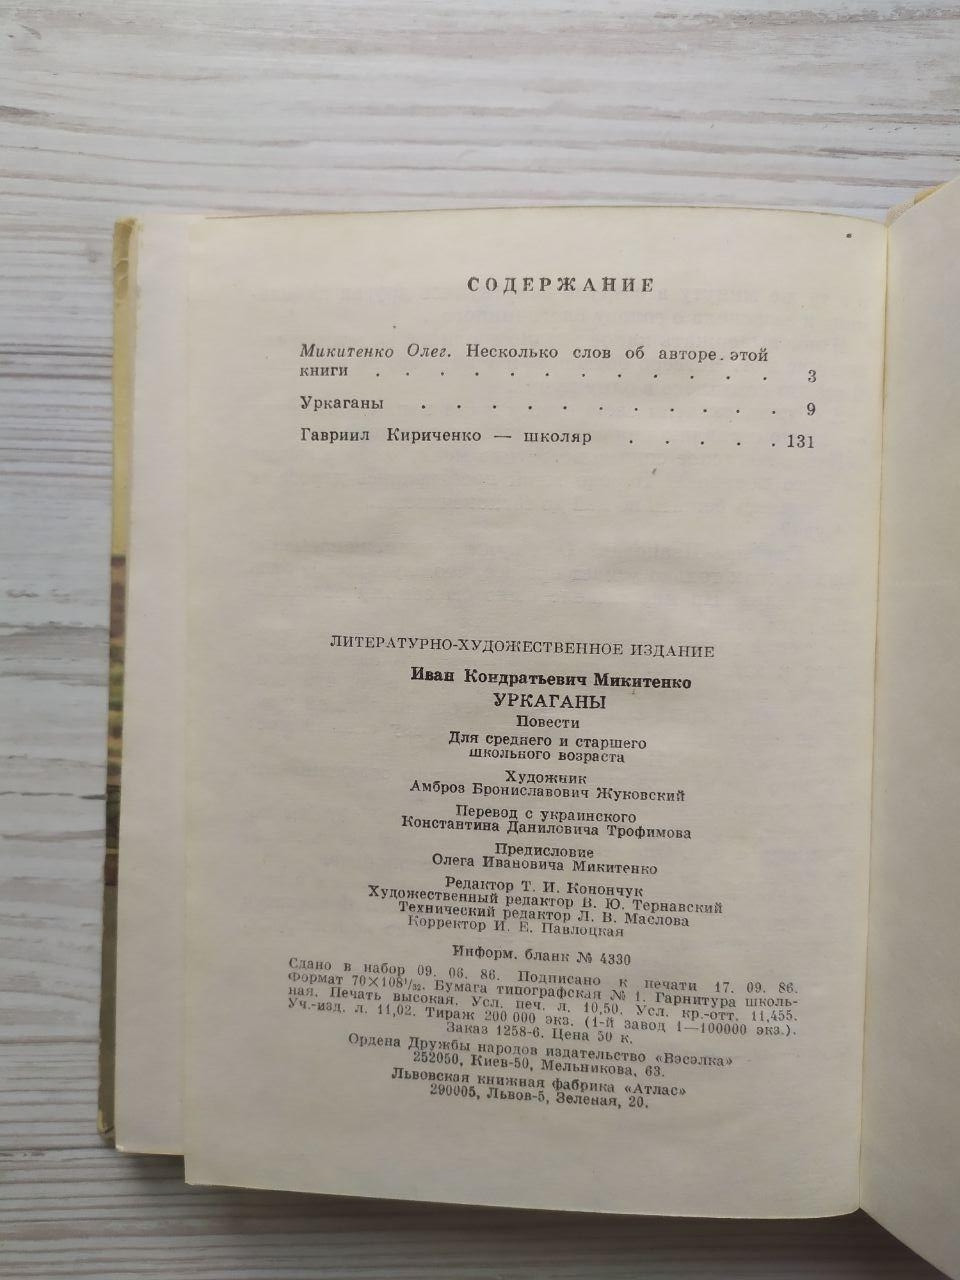 СОДЕРЖАНИЕ
Микитенко Олег. Несколько слов об авторе этой
книги . . . . . . . . . . . . 3
Уркаганы . . . . . . . . . . . 9
Гавриил Кириченко — школяр . . . . . 131
ЛИТЕРАТУРНО-ХУДОЖЕСТВЕННОЕ ИЗДАНИЕ
Иван Кондратьевич Микитенко
УРКАГАНЫ
Повести
Для среднего и старшего
школьного возраста
Художник
Амброз Брониславович Жуковский
Перевод с украинского
Константина Даниловича Трофимова
Предисловие
Олега Ивановича Микитенко
Редактор Т. И. Конончук
Художественный редактор В. Ю. Тернавский
Технический редактор Л. В. Маслова
Корректор И. Е. Павлоцкая
Информ. бланк № 4330
Сдано в набор 09. 06. 86. Подписано к печати 17. 09. 86.
Формат 70×108¹/₃₂. Бумага типографская № 1. Гарнитура школь-
ная. Печать высокая. Усл. печ. л. 10,50. Усл. кр.-отт. 11,455.
Уч.-изд. л. 11,02. Тираж 200 000 экз. (1-й завод 1—100000 экз.).
Заказ 1258-6. Цена 50 к.
Ордена Дружбы народов издательство «Вэсэлка»
252050, Киев-50, Мельникова, 63.
Львовская книжная фабрика «Атлас»
290005, Львов-5, Зеленая, 20.